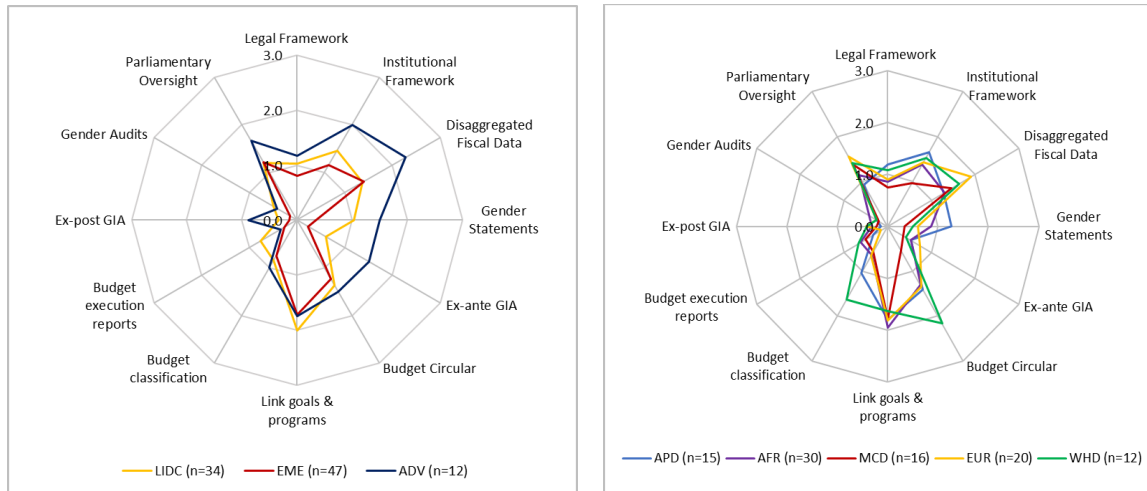 Legal Framework
3.0
Parliamentary
Oversight
Institutional
Framework
2.0
Gender Audits
Disaggregated
Fiscal Data
1.0
Ex-post GIA
0.0
Gender
Statements
Budget
execution
reports
Ex-ante GIA
Budget
classification
Budget Circular
Link goals &
programs
LIDC (n=34)
EME (n=47)
ADV (n=12)
Legal Framework
3.0
Parliamentary
Oversight
Institutional
Framework
2.0
Gender Audits
Disaggregated
Fiscal Data
1.0
Ex-post GIA
0.0
Gender
Statements
Budget execution
reports
Ex-ante GIA
Budget
classification
Budget Circular
Link goals &
programs
APD (n=15)
AFR (n=30)
MCD (n=16)
EUR (n=20)
WHD (n=12)